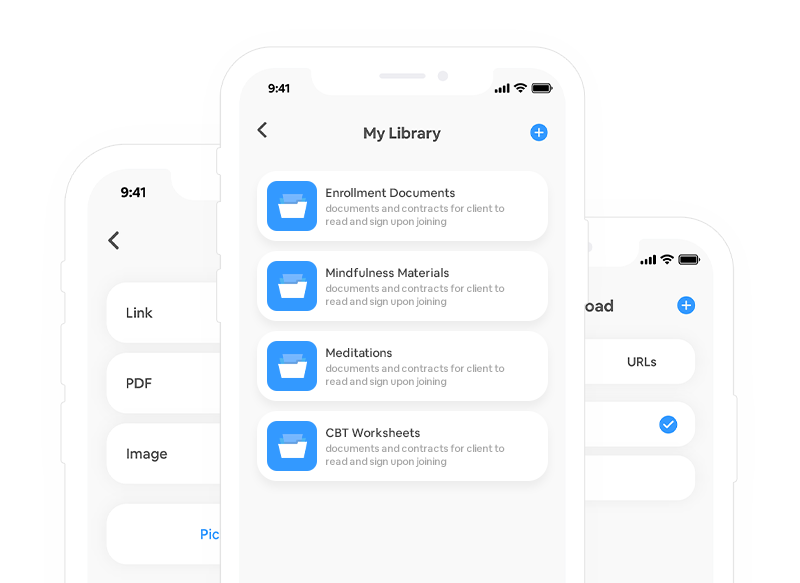 9:41
My Library
Enrollment Documents
documents and contracts for client to
read and sign upon joining
Mindfulness Materials
documents and contracts for client to
read and sign upon joining
Meditations
documents and contracts for client to
read and sign upon joining
CBT Worksheets
documents and contracts for client to
read and sign upon joining
9:41
Link
PDF
Image
Pic
oad
URLs